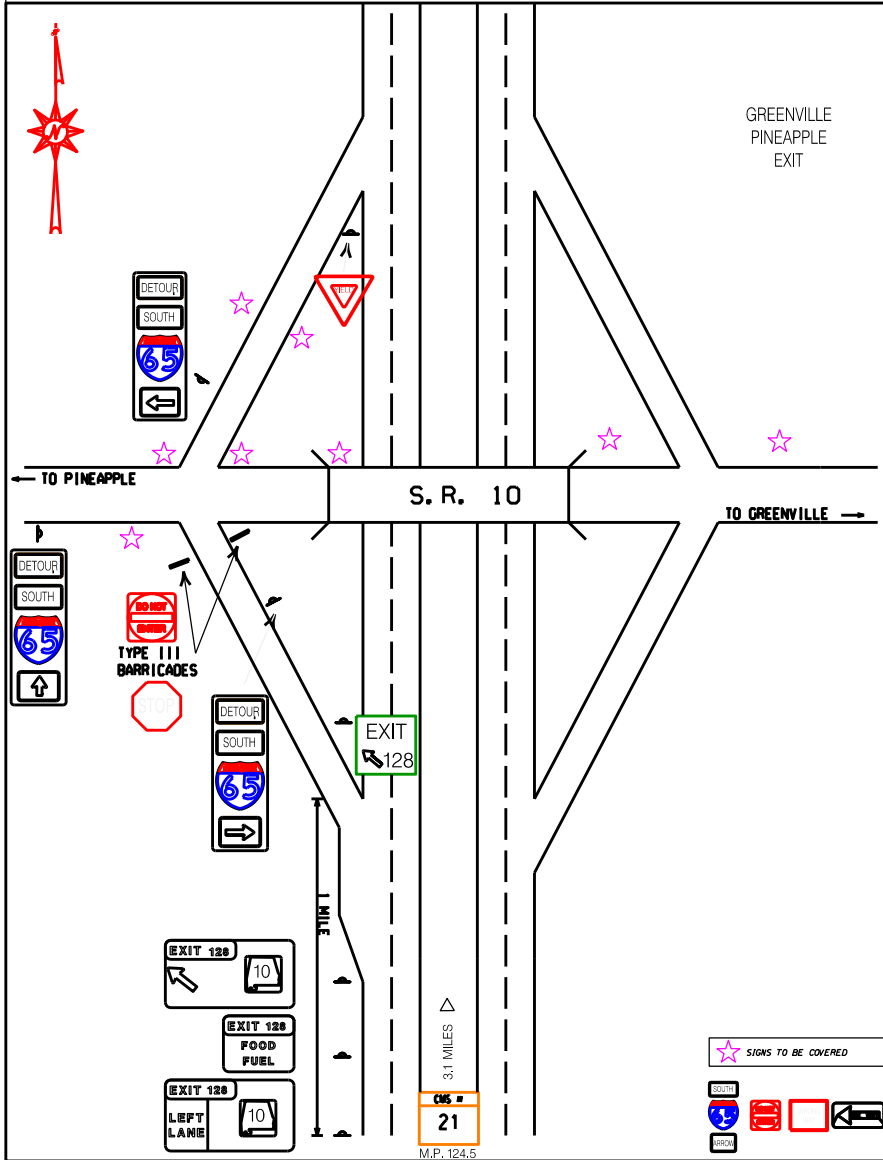 N
GREENVILLE
PINEAPPLE
EXIT
DETOUR
SOUTH
65
TO PINEAPPLE
S.R. 10
TO GREENVILLE
DETOUR
SOUTH
65
DO NOT
ENTER
TYPE III
BARRICADES
STOP
DETOUR
SOUTH
65
EXIT
128
1 MILE
EXIT 128
10
EXIT 128
FOOD
FUEL
EXIT 128
LEFT
LANE
10
3.1 MILES
CMS #
21
M.P. 124.5
SIGNS TO BE COVERED
SOUTH
65
ARROW